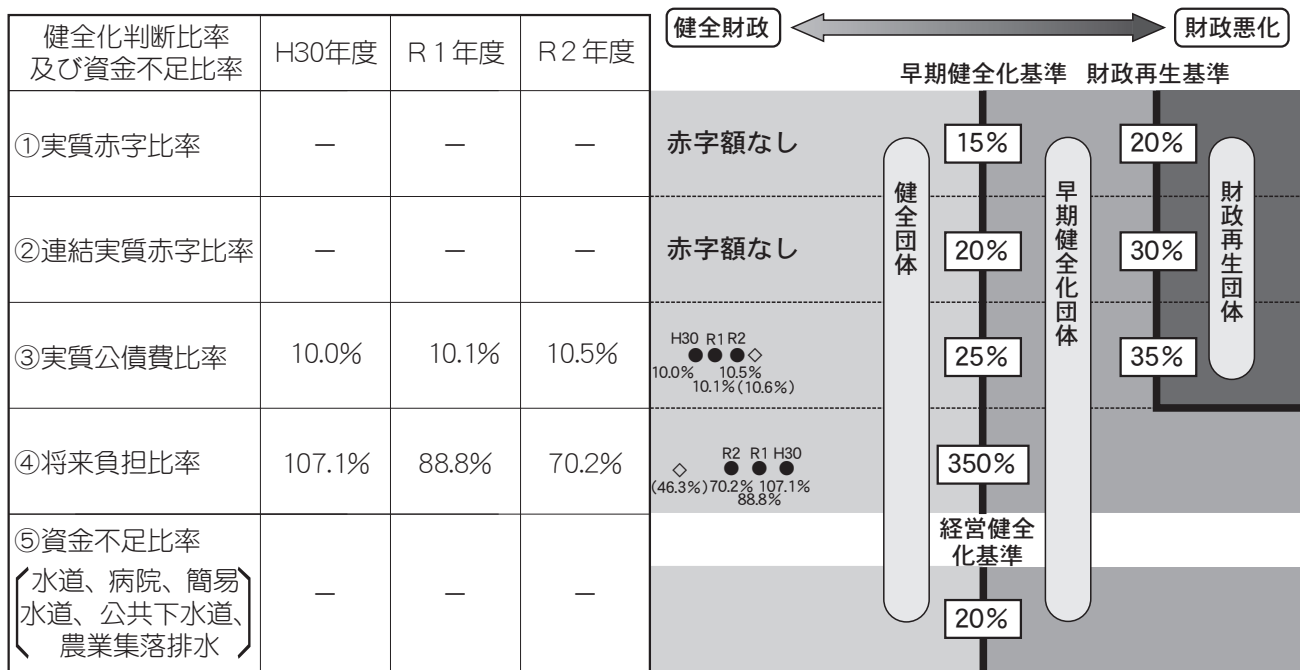 健全化判断比率
及び資金不足比率
H30年度
R1年度
R2年度
①実質赤字比率
－
－
－
②連結実質赤字比率
－
－
－
③実質公債費比率
10.0%
10.1%
10.5%
④将来負担比率
107.1%
88.8%
70.2%
⑤資金不足比率
水道、病院、簡易
水道、公共下水道、
農業集落排水
－
－
－
健全財政
財政悪化
早期健全化基準
財政再生基準
赤字額なし
15%
20%
赤字額なし
20%
30%
H30 R1 R2
10.0% 10.5%
10.1%(10.6%)
25%
35%
R2 R1 H30
(46.3%)70.2% 107.1%
88.8%
350%
経営健全
化基準
20%
健全団体
早期健全化団体
財政再生団体